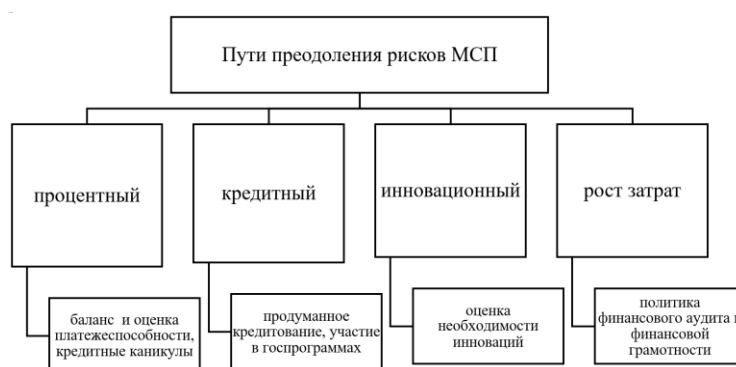 Пути преодоления рисков МСП
процентный
кредитный
инновационный
рост затрат
баланс и оценка
платежеспособности,
кредитные каникулы
продуманное
кредитование, участие
в госпрограммах
оценка
необходимости
инноваций
политика
финансового аудита и
финансовой
грамотности